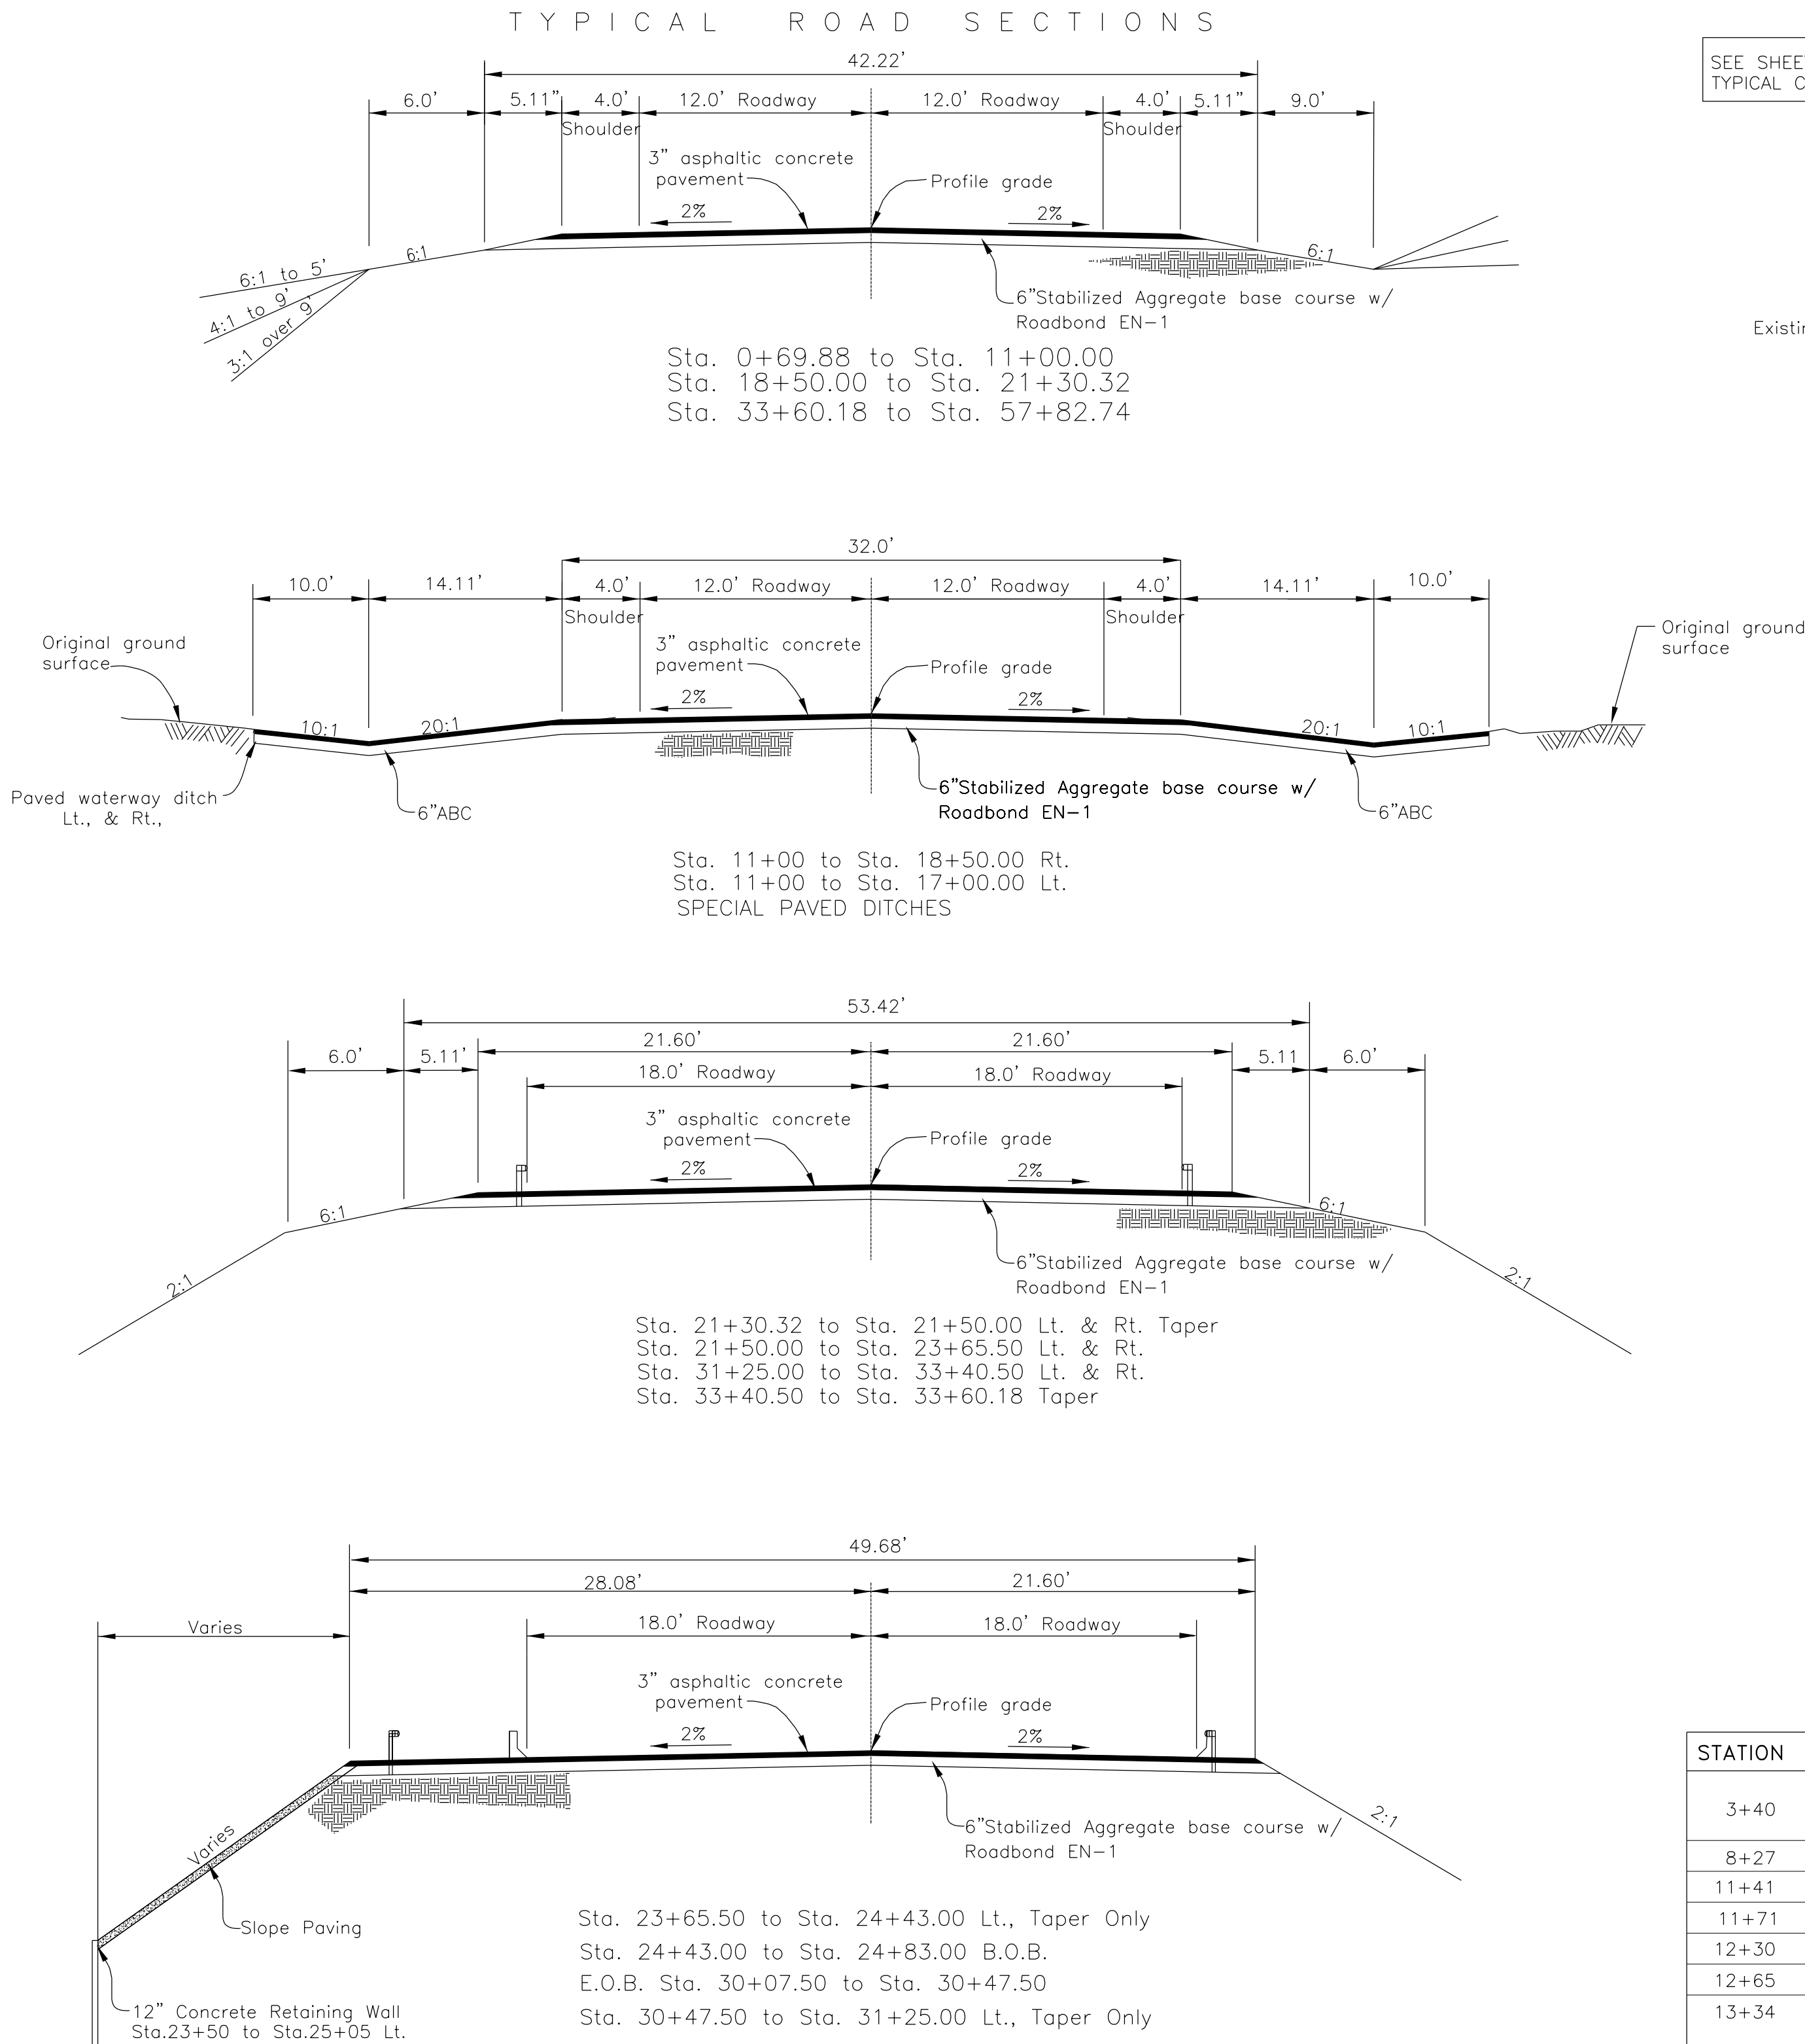 TYPICAL ROAD SECTIONS
SEE SHEE
TYPICAL C
42.22'
6.0' 5.11" 4.0' 12.0' Roadway 12.0' Roadway 4.0' 5.11" 9.0'
Shoulder Shoulder
3" asphaltic concrete
pavement
Profile grade
2% 2%
6:1 6:1
6:1 to 5'
4:1 to 9'
3:1 over 9'
6"Stabilized Aggregate base course w/
Roadbond EN-1
Existin
Sta. 0+69.88 to Sta. 11+00.00
Sta. 18+50.00 to Sta. 21+30.32
Sta. 33+60.18 to Sta. 57+82.74
32.0'
10.0' 14.11' 4.0' 12.0' Roadway 12.0' Roadway 4.0' 14.11' 10.0'
Shoulder Shoulder
Original ground
surface
3" asphaltic concrete
pavement
Profile grade
Original ground
surface
2% 2%
10:1 20:1 20:1 10:1
Paved waterway ditch
Lt., & Rt.,
6"ABC
6"Stabilized Aggregate base course w/
Roadbond EN-1
6"ABC
Sta. 11+00 to Sta. 18+50.00 Rt.
Sta. 11+00 to Sta. 17+00.00 Lt.
SPECIAL PAVED DITCHES
53.42'
21.60' 21.60'
6.0' 5.11' 5.11 6.0'
18.0' Roadway 18.0' Roadway
3" asphaltic concrete
pavement
Profile grade
2% 2%
6:1 6:1
2:1 2:1
6"Stabilized Aggregate base course w/
Roadbond EN-1
Sta. 21+30.32 to Sta. 21+50.00 Lt. & Rt. Taper
Sta. 21+50.00 to Sta. 23+65.50 Lt. & Rt.
Sta. 31+25.00 to Sta. 33+40.50 Lt. & Rt.
Sta. 33+40.50 to Sta. 33+60.18 Taper
49.68'
28.08' 21.60'
Varies
18.0' Roadway 18.0' Roadway
3" asphaltic concrete
pavement
Profile grade
2% 2%
Varies
2:1
6"Stabilized Aggregate base course w/
Roadbond EN-1
Slope Paving
12" Concrete Retaining Wall
Sta.23+50 to Sta.25+05 Lt.
Sta. 23+65.50 to Sta. 24+43.00 Lt., Taper Only
Sta. 24+43.00 to Sta. 24+83.00 B.O.B.
E.O.B. Sta. 30+07.50 to Sta. 30+47.50
Sta. 30+47.50 to Sta. 31+25.00 Lt., Taper Only
STATION
3+40
8+27
11+41
11+71
12+30
12+65
13+34